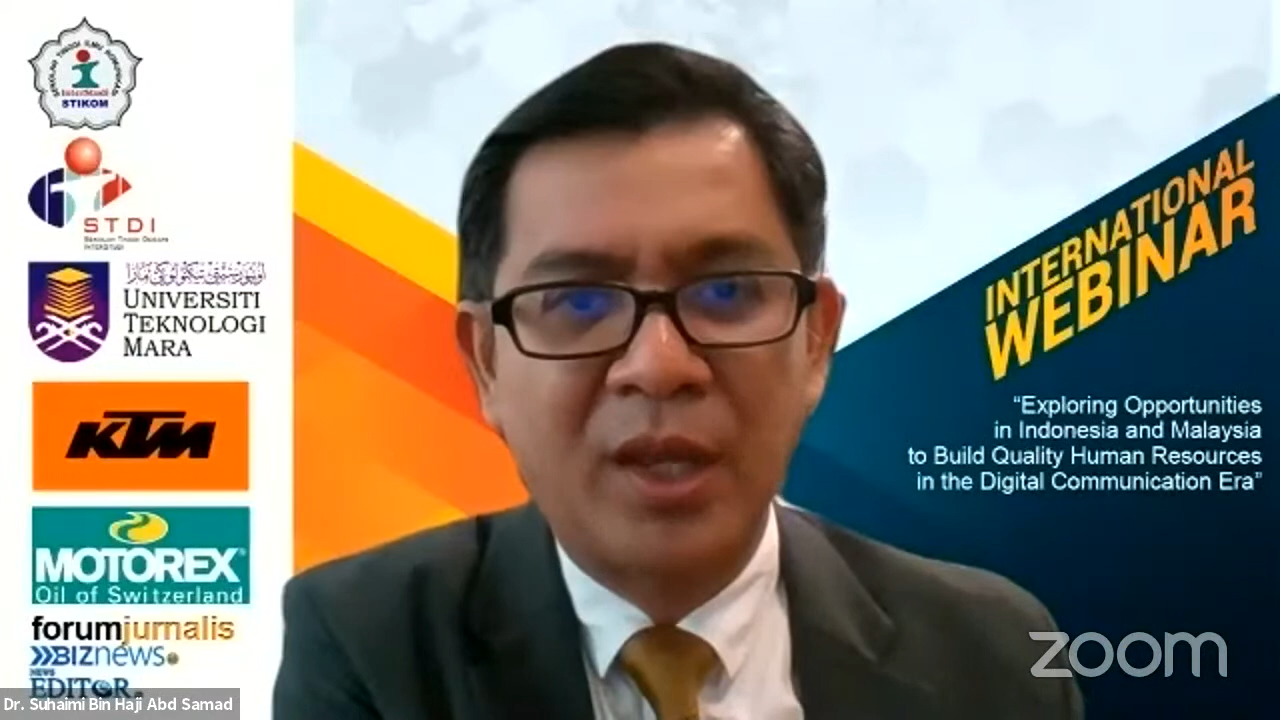 STIKOM
STDI
UNIVERSITI
TEKNOLOGI
MARA
KTM
MOTOREX
Oil of Switzerland
forumjurnalis
BIZnews
NEWS
EDITOR
Dr. Suhaimi Bin Haji Abd Samad
INTERNATIONAL
WEBINAR
“Exploring Opportunities
in Indonesia and Malaysia
to Build Quality Human Resources
in the Digital Communication Era”
zoom